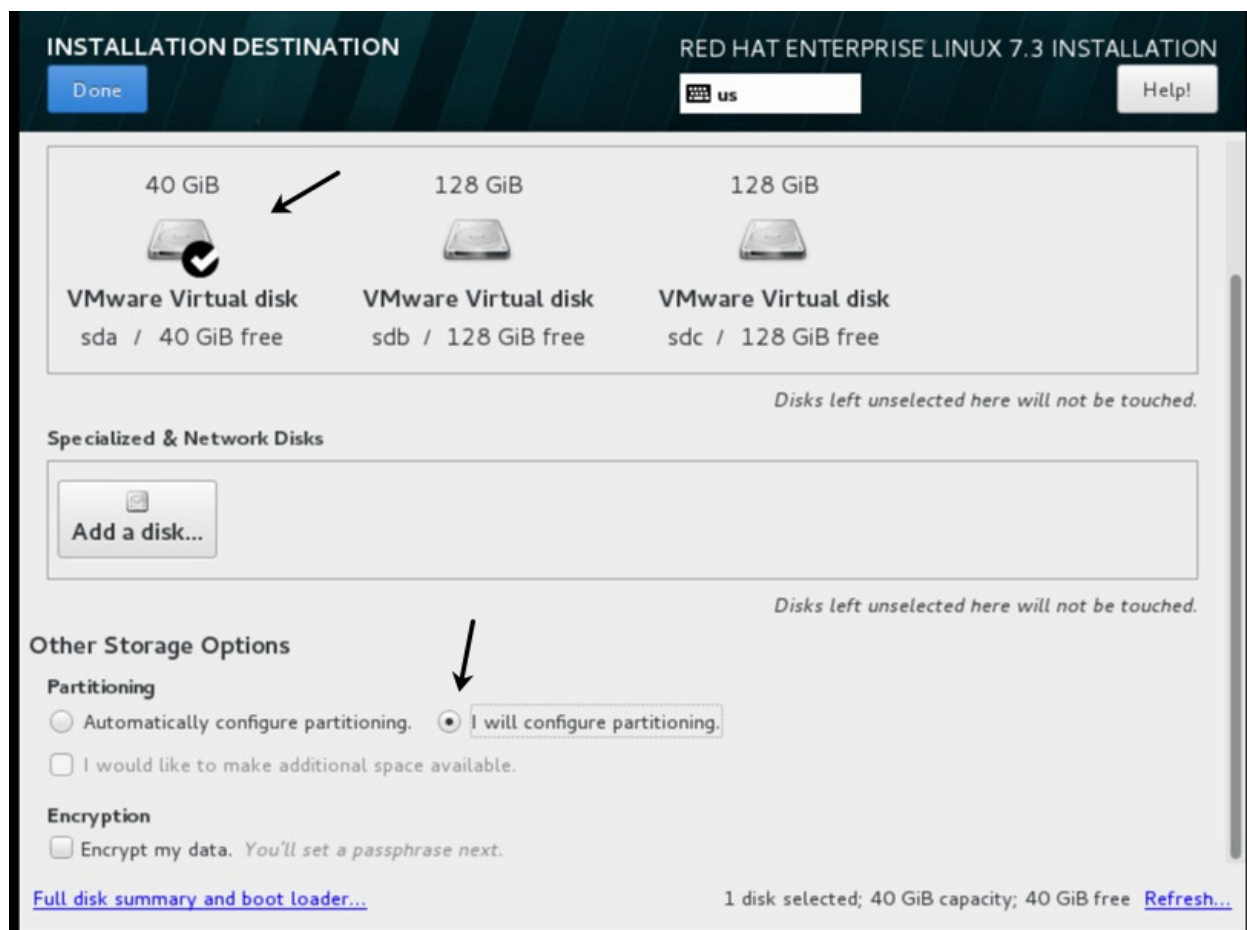 INSTALLATION DESTINATION
RED HAT ENTERPRISE LINUX 7.3 INSTALLATION
Done
us
Help!
40 GiB
128 GiB
128 GiB
VMware Virtual disk
VMware Virtual disk
VMware Virtual disk
sda / 40 GiB free
sdb / 128 GiB free
sdc / 128 GiB free
Disks left unselected here will not be touched.
Specialized & Network Disks
Add a disk...
Disks left unselected here will not be touched.
Other Storage Options
Partitioning
Automatically configure partitioning.
I will configure partitioning.
I would like to make additional space available.
Encryption
Encrypt my data. You'll set a passphrase next.
Full disk summary and boot loader...
1 disk selected; 40 GiB capacity; 40 GiB free Refresh...